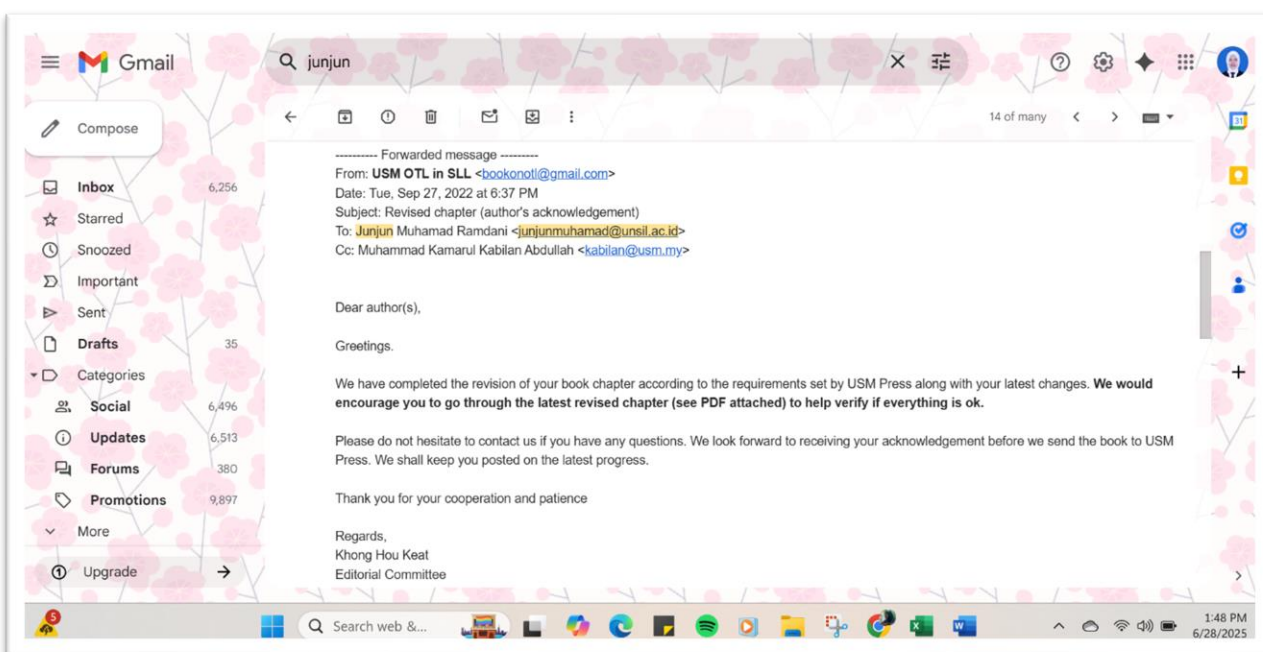 Gmail
junjun
Compose
14 of many
31
Inbox 6,256
Starred
Snoozed
Important
Sent
Drafts 35
Categories
Social 6,496
Updates 6,513
Forums 380
Promotions 9,897
More
Upgrade
---------- Forwarded message ---------
From: USM OTL in SLL <bookonotl@gmail.com>
Date: Tue, Sep 27, 2022 at 6:37 PM
Subject: Revised chapter (author's acknowledgement)
To: Junjun Muhamad Ramdani <junjunmuhamad@unsil.ac.id>
Cc: Muhammad Kamarul Kabilan Abdullah <kabilan@usm.my>
Dear author(s),
Greetings.
We have completed the revision of your book chapter according to the requirements set by USM Press along with your latest changes. We would
encourage you to go through the latest revised chapter (see PDF attached) to help verify if everything is ok.
Please do not hesitate to contact us if you have any questions. We look forward to receiving your acknowledgement before we send the book to USM
Press. We shall keep you posted on the latest progress.
Thank you for your cooperation and patience
Regards,
Khong Hou Keat
Editorial Committee
5
Search web &...
1:48 PM
6/28/2025